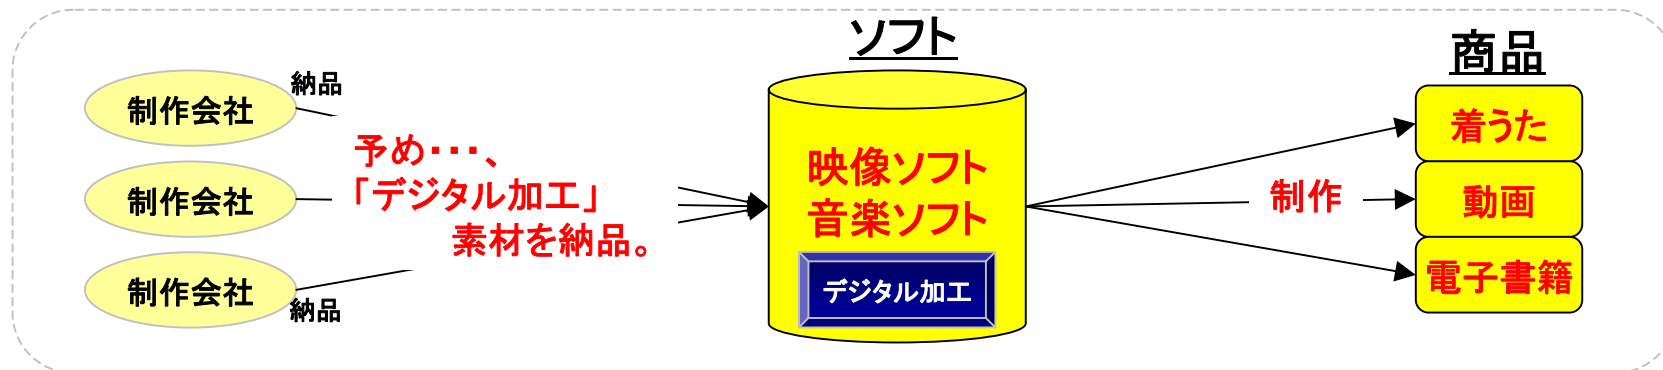 ソフト
商品
納品
制作会社
制作会社
制作会社
納品
予め・・・、
「デジタル加工」
素材を納品。
映像ソフト
音楽ソフト
デジタル加工
制作
着うた
動画
電子書籍